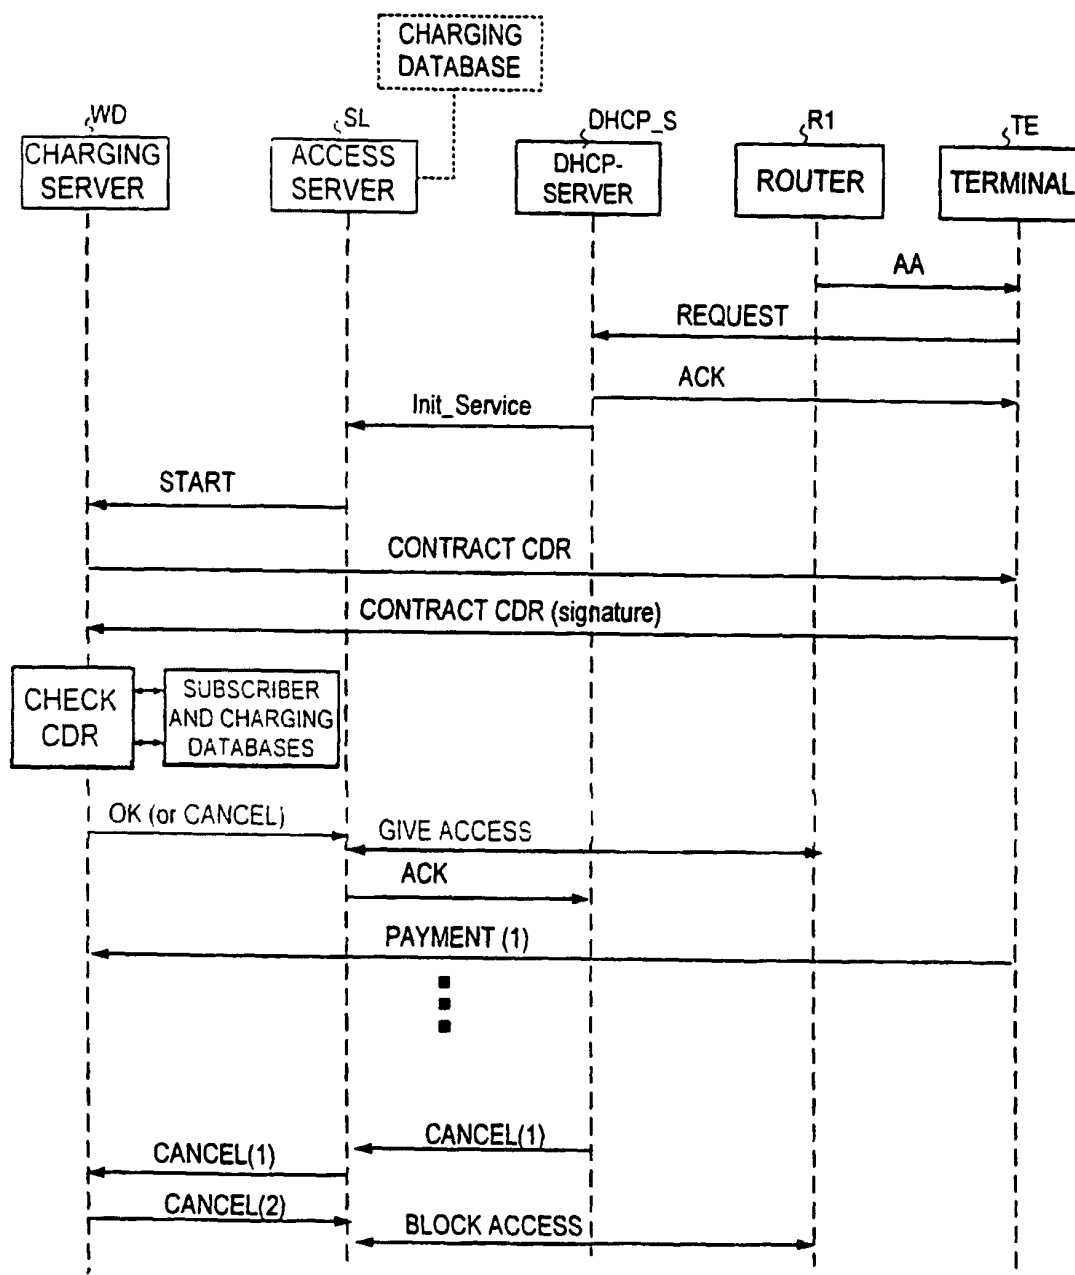 CHARGING
DATABASE
WD
SL
DHCP_S
R1
TE
CHARGING
SERVER
ACCESS
SERVER
DHCP-
SERVER
ROUTER
TERMINAL
AA
REQUEST
ACK
Init_Service
START
CONTRACT CDR
CONTRACT CDR (signature)
CHECK
CDR
SUBSCRIBER
AND CHARGING
DATABASES
OK (or CANCEL)
GIVE ACCESS
ACK
PAYMENT (1)
CANCEL(1)
CANCEL(1)
CANCEL(2)
BLOCK ACCESS